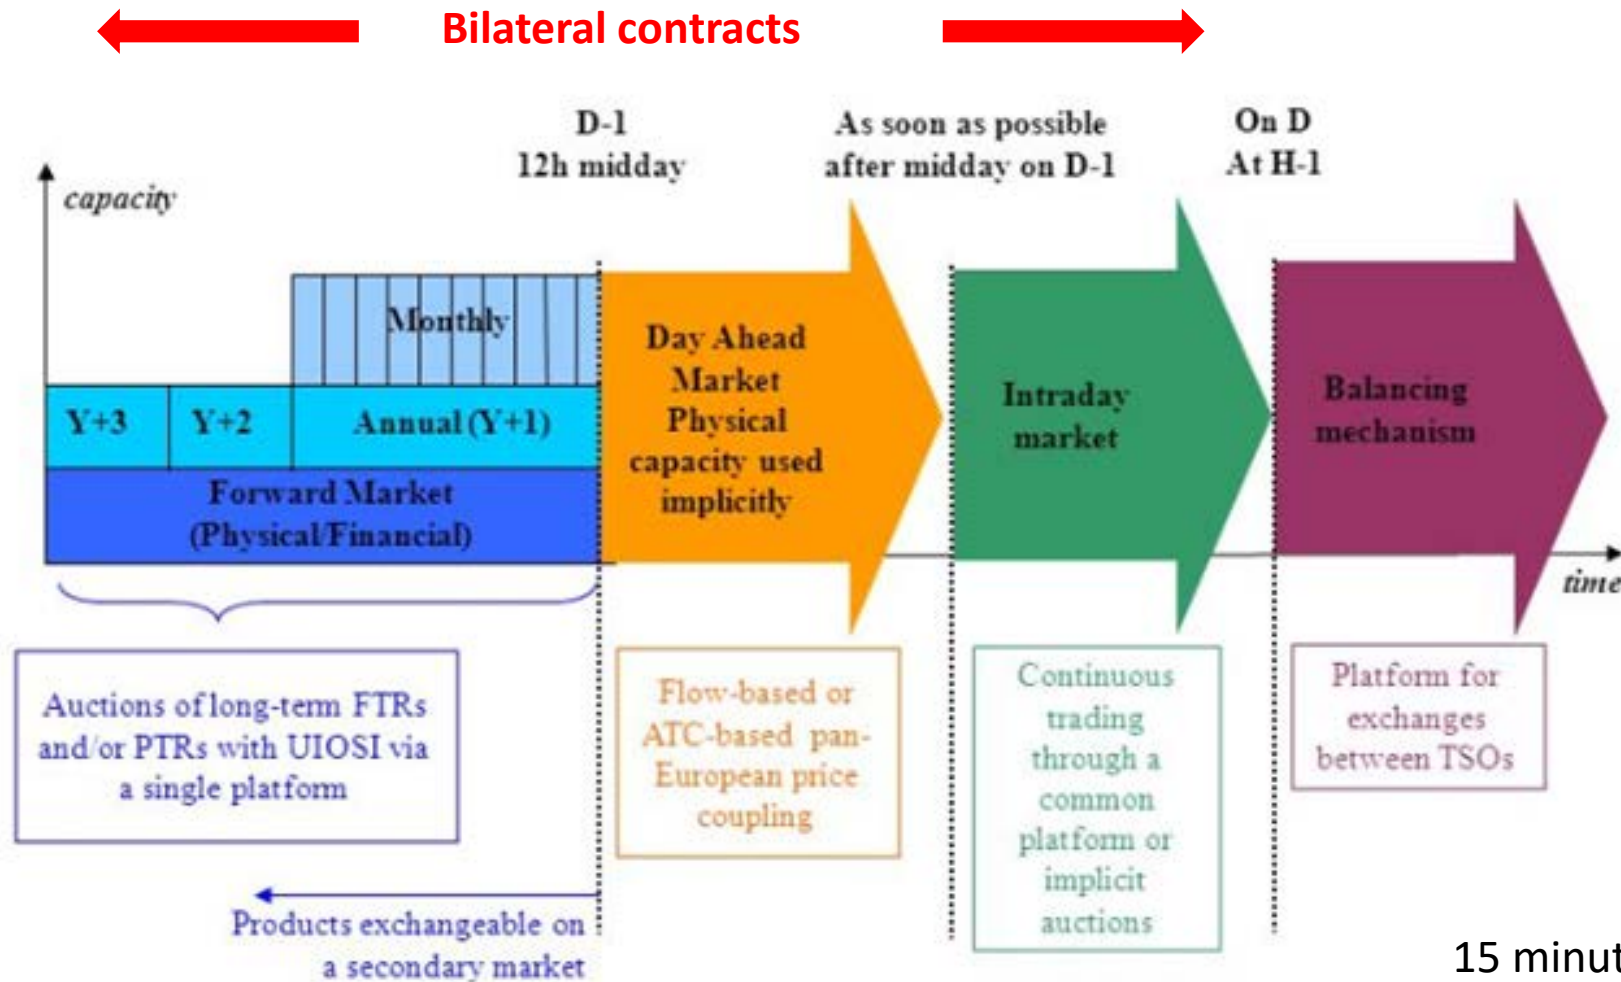 Bilateral contracts
D-1
12h midday
As soon as possible
after midday on D-1
On D
At H-1
capacity
Monthly
Y+3
Y+2
Annual (Y+1)
Forward Market
(Physical/Financial)
Day Ahead
Market
Physical
capacity used
implicitly
Intraday
market
Balancing
mechanism
time
Auctions of long-term FTRs
and/or PTRs with UIOSI via
a single platform
Flow-based or
ATC-based pan-
European price
coupling
Continuous
trading
through a
common
platform or
implicit
auctions
Platform for
exchanges
between TSOs
Products exchangeable on
a secondary market
15 minut